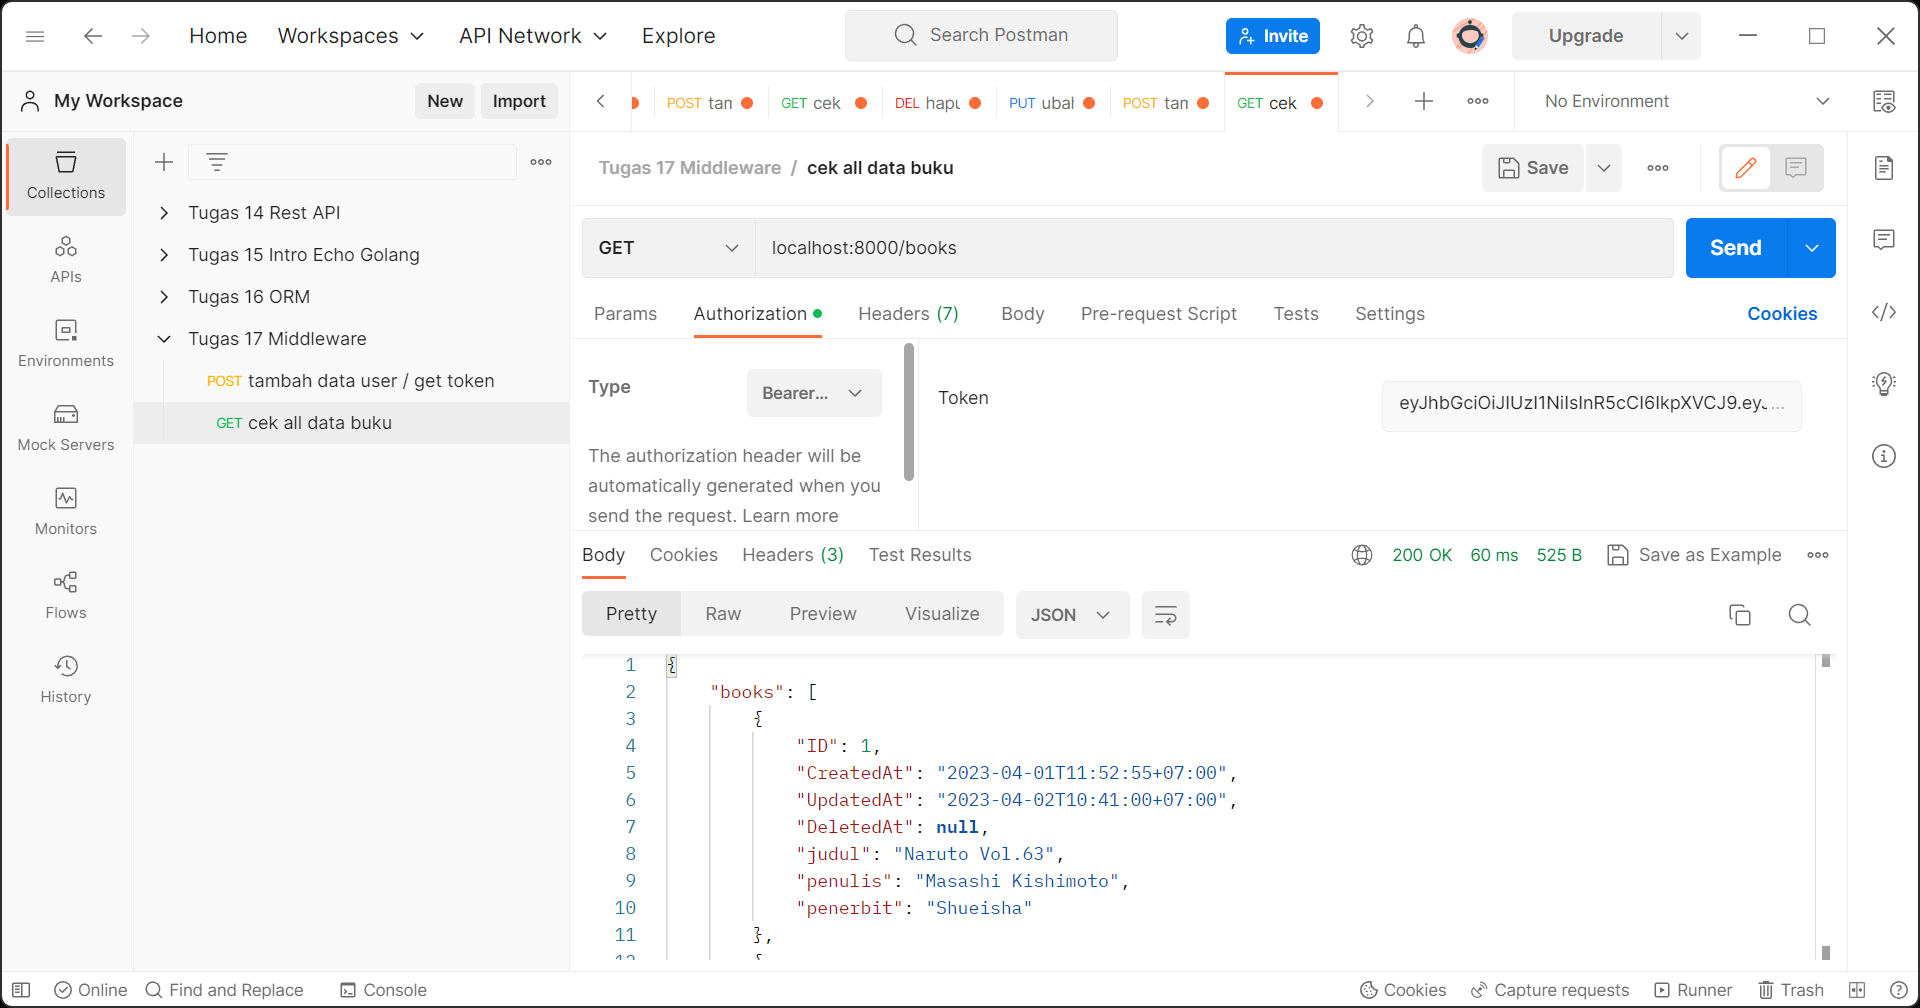 Home Workspaces API Network Explore Search Postman Invite Upgrade
My Workspace New Import
POST tan GET cek DEL hapu PUT ubal POST tan GET cek No Environment
Collections
APIs
Environments
Mock Servers
Monitors
Flows
History
Tugas 14 Rest API
Tugas 15 Intro Echo Golang
Tugas 16 ORM
Tugas 17 Middleware
POST tambah data user / get token
GET cek all data buku
Tugas 17 Middleware / cek all data buku Save
GET localhost:8000/books Send
Params Authorization Headers (7) Body Pre-request Script Tests Settings Cookies
Type Bearer...
The authorization header will be
automatically generated when you
send the request. Learn more
Token eyJhbGciOiJIUzI1NiIsInR5cCI6IkpXVCJ9.eyJ...
Body Cookies Headers (3) Test Results 200 OK 60 ms 525 B Save as Example
Pretty Raw Preview Visualize JSON
1 {
2 "books": [
3 {
4 "ID": 1,
5 "CreatedAt": "2023-04-01T11:52:55+07:00",
6 "UpdatedAt": "2023-04-02T10:41:00+07:00",
7 "DeletedAt": null,
8 "judul": "Naruto Vol.63",
9 "penulis": "Masashi Kishimoto",
10 "penerbit": "Shueisha"
11 },
Online Find and Replace Console Cookies Capture requests Runner Trash